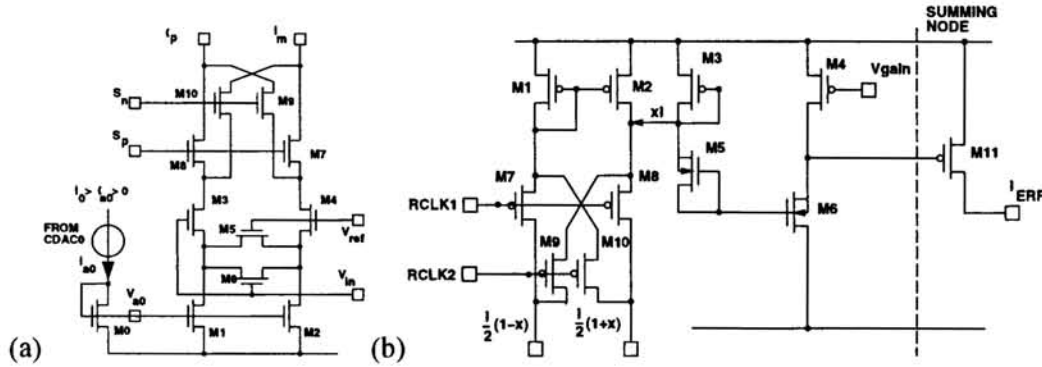 I_p I_m
S_n M10 M9
S_p
M8 M7
I_0 > I_a0 > 0
M3 M4
FROM
CDAC0
M5 V_ref
I_a0 M6
V_in
V_a0
M0 M1 M2
(a)
SUMMING
NODE
M1 M2 M3 M4
Vgain
xI
M5 M11
M7 M8
RCLK1 I_ERR
M6
M9 M10
RCLK2
I/2 (1-x) I/2 (1+x)
(b)